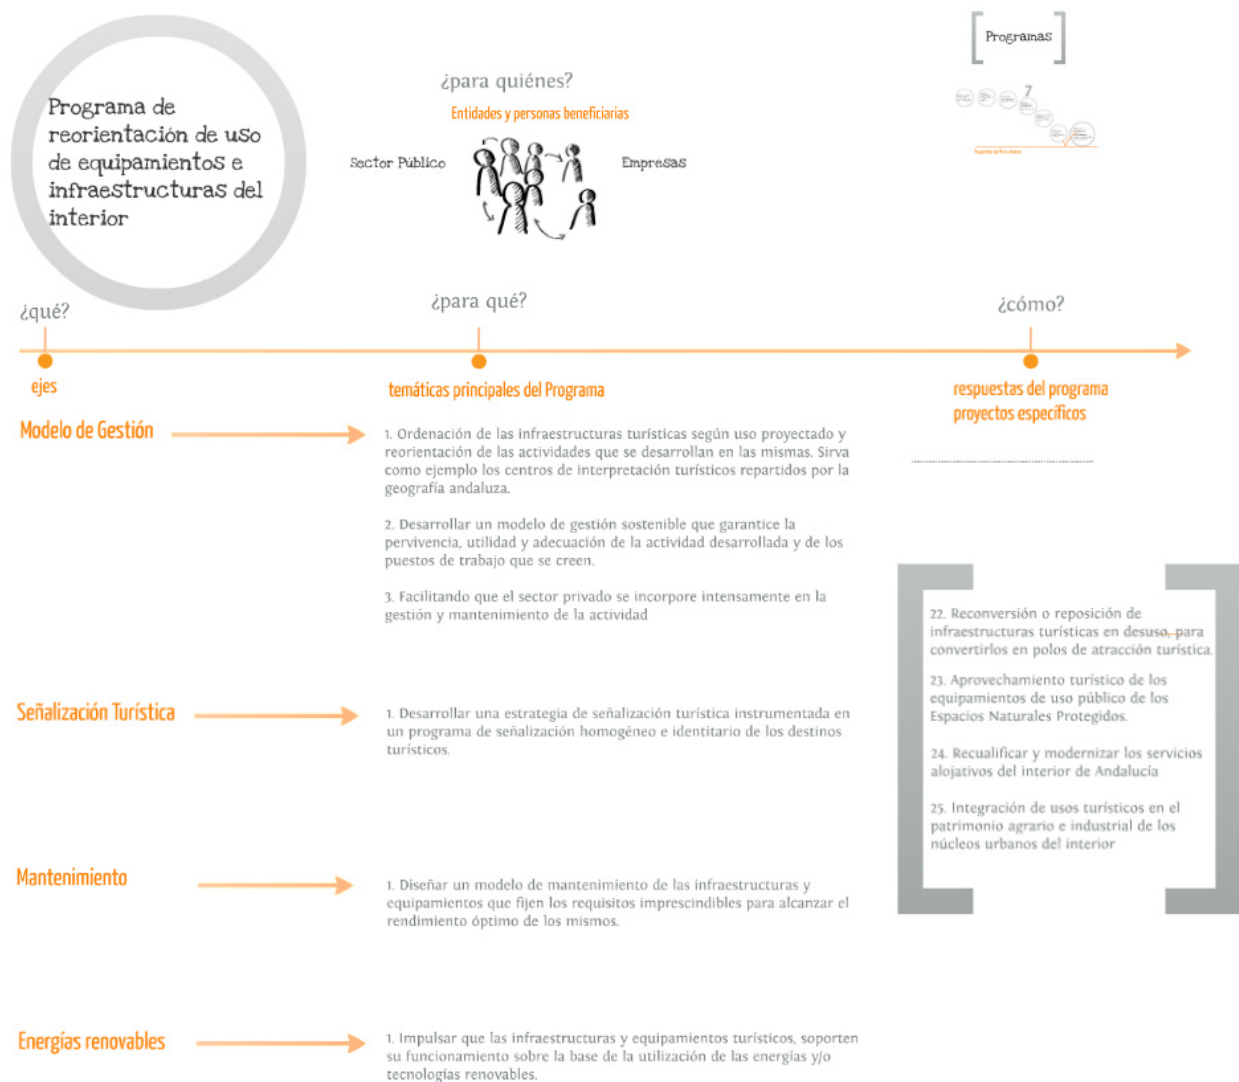 Programa de
reorientación de uso
de equipamientos e
infraestructuras del
interior
¿para quiénes?
Entidades y personas beneficiarias
Sector Público
Empresas
Programas
7
¿qué?
¿para qué?
¿cómo?
ejes
temáticas principales del Programa
respuestas del programa
proyectos específicos
Modelo de Gestión
1. Ordenación de las infraestructuras turísticas según uso proyectado y
reorientación de las actividades que se desarrollan en las mismas. Sirva
como ejemplo los centros de interpretación turísticos repartidos por la
geografía andaluza.
2. Desarrollar un modelo de gestión sostenible que garantice la
pervivencia, utilidad y adecuación de la actividad desarrollada y de los
puestos de trabajo que se creen.
3. Facilitando que el sector privado se incorpore intensamente en la
gestión y mantenimiento de la actividad
Señalización Turística
1. Desarrollar una estrategia de señalización turística instrumentada en
un programa de señalización homogéneo e identitario de los destinos
turísticos.
Mantenimiento
1. Diseñar un modelo de mantenimiento de las infraestructuras y
equipamientos que fijen los requisitos imprescindibles para alcanzar el
rendimiento óptimo de los mismos.
Energías renovables
1. Impulsar que las infraestructuras y equipamientos turísticos, soporten
su funcionamiento sobre la base de la utilización de las energías y/o
tecnologías renovables.
22. Reconversión o reposición de
infraestructuras turísticas en desuso, para
convertirlos en polos de atracción turística.
23. Aprovechamiento turístico de los
equipamientos de uso público de los
Espacios Naturales Protegidos.
24. Recualificar y modernizar los servicios
alojativos del interior de Andalucía
25. Integración de usos turísticos en el
patrimonio agrario e industrial de los
núcleos urbanos del interior